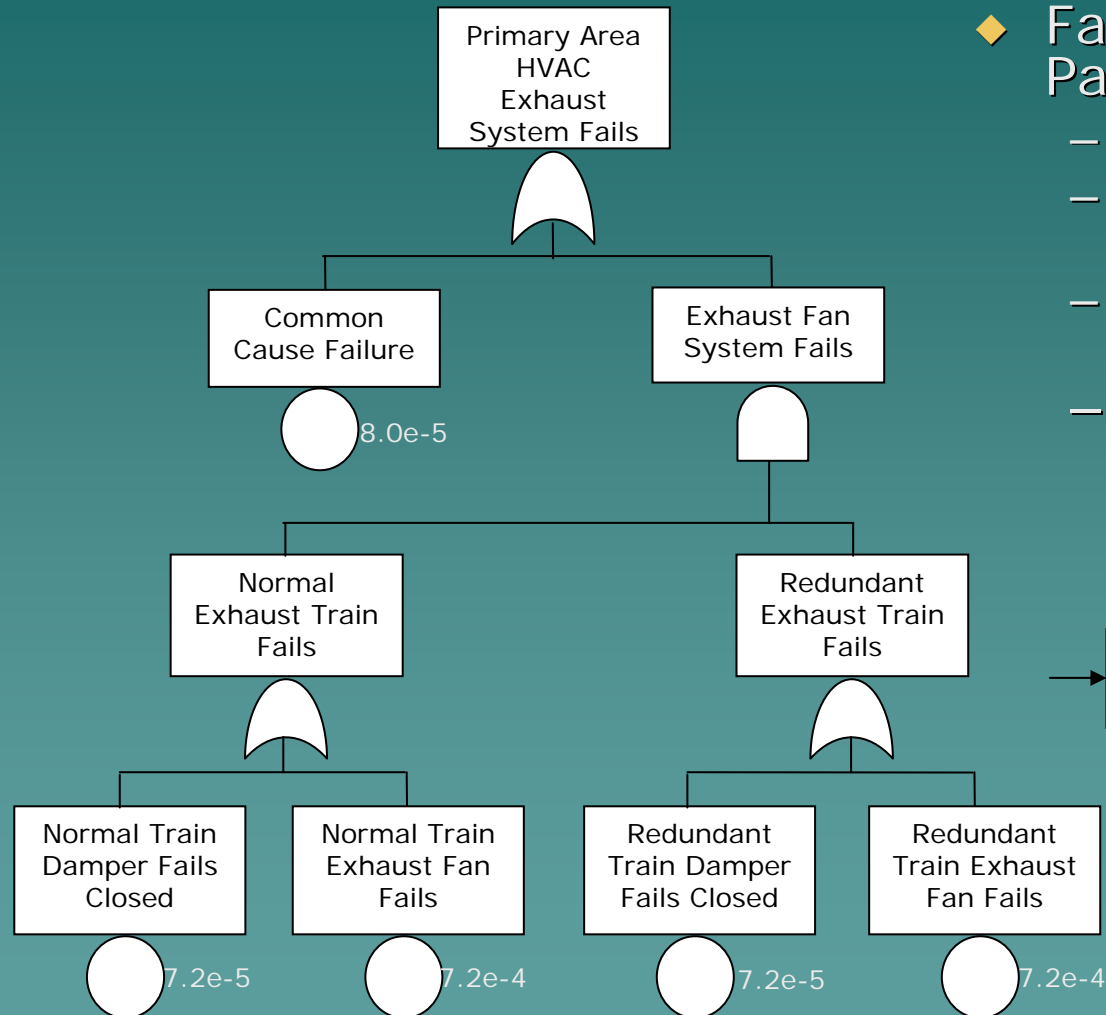 Primary Area
HVAC
Exhaust
System Fails
Fa
Pa
–
–
–
–
Common
Cause Failure
8.0e-5
Exhaust Fan
System Fails
Normal
Exhaust Train
Fails
Redundant
Exhaust Train
Fails
Normal Train
Damper Fails
Closed
7.2e-5
Normal Train
Exhaust Fan
Fails
7.2e-4
Redundant
Train Damper
Fails Closed
7.2e-5
Redundant
Train Exhaust
Fan Fails
7.2e-4